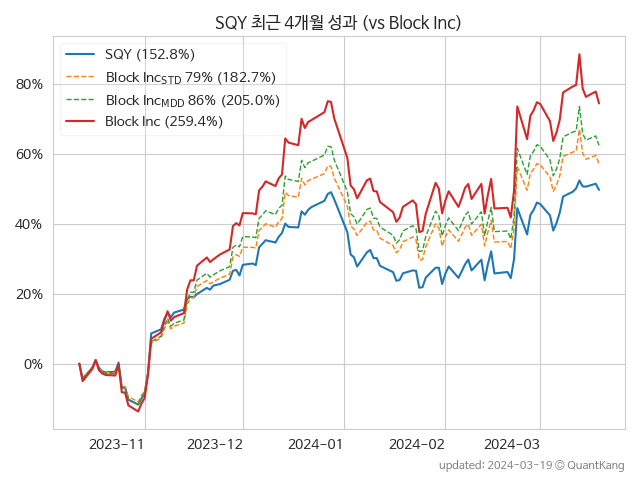 SQY 최근 4개월 성과 (vs Block Inc)
SQY (152.8%)
Block IncSTD 79% (182.7%)
Block IncMDD 86% (205.0%)
Block Inc (259.4%)
80%
60%
40%
20%
0%
2023-11 2023-12 2024-01 2024-02 2024-03
updated: 2024-03-19 © QuantKang